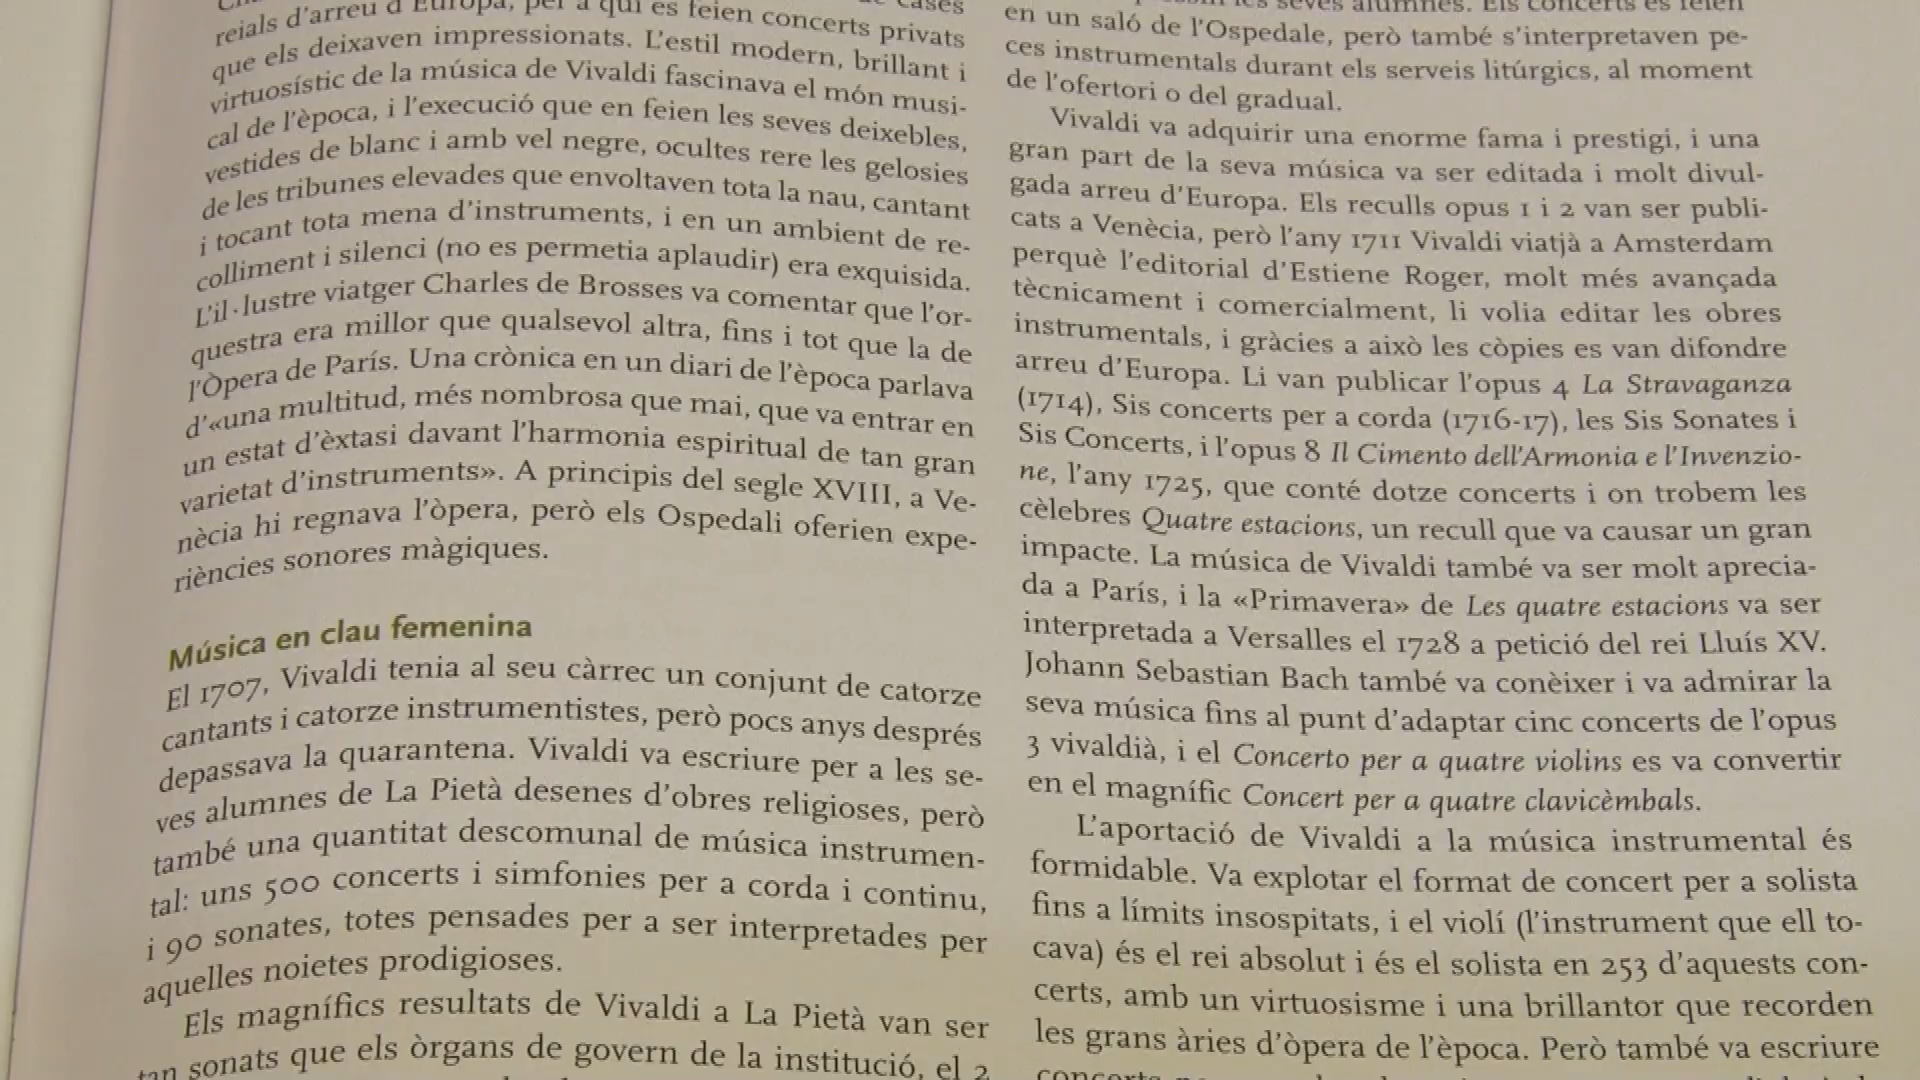 cases
reials d'arreu d'Europa, per a qui es feien concerts privats
que els deixaven impressionats. L'estil modern, brillant i
virtuosístic de la música de Vivaldi fascinava el món musi-
cal de l'època, i l'execució que en feien les seves deixebles,
vestides de blanc i amb vel negre, ocultes rere les gelosies
de les tribunes elevades que envoltaven tota la nau, cantant
i tocant tota mena d'instruments, i en un ambient de re-
colliment i silenci (no es permetia aplaudir) era exquisida.
L'il·lustre viatger Charles de Brosses va comentar que l'or-
questra era millor que qualsevol altra, fins i tot que la de
l'Òpera de París. Una crònica en un diari de l'època parlava
d'«una multitud, més nombrosa que mai, que va entrar en
un estat d'èxtasi davant l'harmonia espiritual de tan gran
varietat d'instruments». A principis del segle XVIII, a Ve-
nècia hi regnava l'òpera, però els Ospedali oferien expe-
riències sonores màgiques.
Música en clau femenina
El 1707, Vivaldi tenia al seu càrrec un conjunt de catorze
cantants i catorze instrumentistes, però pocs anys després
depassava la quarantena. Vivaldi va escriure per a les se-
ves alumnes de La Pietà desenes d'obres religioses, però
també una quantitat descomunal de música instrumen-
tal: uns 500 concerts i simfonies per a corda i continu,
i 90 sonates, totes pensades per a ser interpretades per
aquelles noietes prodigioses.
Els magnífics resultats de Vivaldi a La Pietà van ser
tan sonats que els òrgans de govern de la institució, el 2
les seves alumnes. Els concerts es feien
en un saló de l'Ospedale, però també s'interpretaven pe-
ces instrumentals durant els serveis litúrgics, al moment
de l'ofertori o del gradual.
Vivaldi va adquirir una enorme fama i prestigi, i una
gran part de la seva música va ser editada i molt divul-
gada arreu d'Europa. Els reculls opus 1 i 2 van ser publi-
cats a Venècia, però l'any 1711 Vivaldi viatjà a Amsterdam
perquè l'editorial d'Estiene Roger, molt més avançada
tècnicament i comercialment, li volia editar les obres
instrumentals, i gràcies a això les còpies es van difondre
arreu d'Europa. Li van publicar l'opus 4 La Stravaganza
(1714), Sis concerts per a corda (1716-17), les Sis Sonates i
Sis Concerts, i l'opus 8 Il Cimento dell'Armonia e l'Invenzio-
ne, l'any 1725, que conté dotze concerts i on trobem les
cèlebres Quatre estacions, un recull que va causar un gran
impacte. La música de Vivaldi també va ser molt aprecia-
da a París, i la «Primavera» de Les quatre estacions va ser
interpretada a Versalles el 1728 a petició del rei Lluís XV.
Johann Sebastian Bach també va conèixer i va admirar la
seva música fins al punt d'adaptar cinc concerts de l'opus
3 vivaldià, i el Concerto per a quatre violins es va convertir
en el magnífic Concert per a quatre clavicèmbals.
L'aportació de Vivaldi a la música instrumental és
formidable. Va explotar el format de concert per a solista
fins a límits insospitats, i el violí (l'instrument que ell to-
cava) és el rei absolut i és el solista en 253 d'aquests con-
certs, amb un virtuosisme i una brillantor que recorden
les grans àries d'òpera de l'època. Però també va escriure
concerts